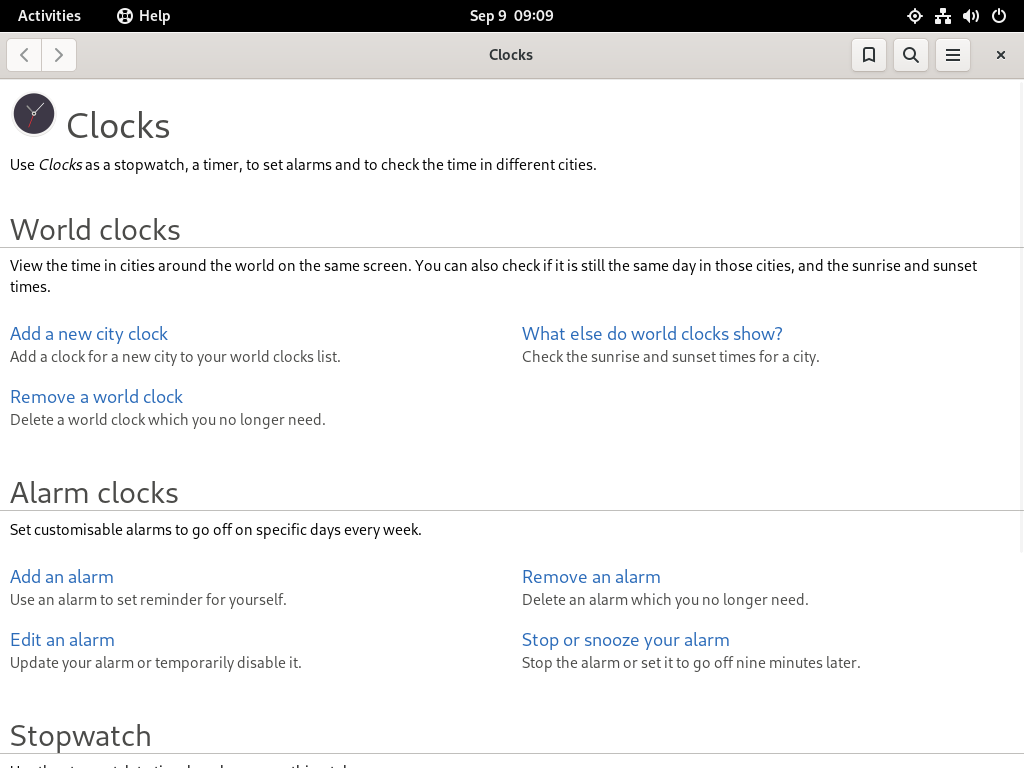 Activities
Help
Sep 9 09:09
Clocks
Clocks
Use Clocks as a stopwatch, a timer, to set alarms and to check the time in different cities.
World clocks
View the time in cities around the world on the same screen. You can also check if it is still the same day in those cities, and the sunrise and sunset
times.
Add a new city clock
Add a clock for a new city to your world clocks list.
What else do world clocks show?
Check the sunrise and sunset times for a city.
Remove a world clock
Delete a world clock which you no longer need.
Alarm clocks
Set customisable alarms to go off on specific days every week.
Add an alarm
Use an alarm to set reminder for yourself.
Remove an alarm
Delete an alarm which you no longer need.
Edit an alarm
Update your alarm or temporarily disable it.
Stop or snooze your alarm
Stop the alarm or set it to go off nine minutes later.
Stopwatch